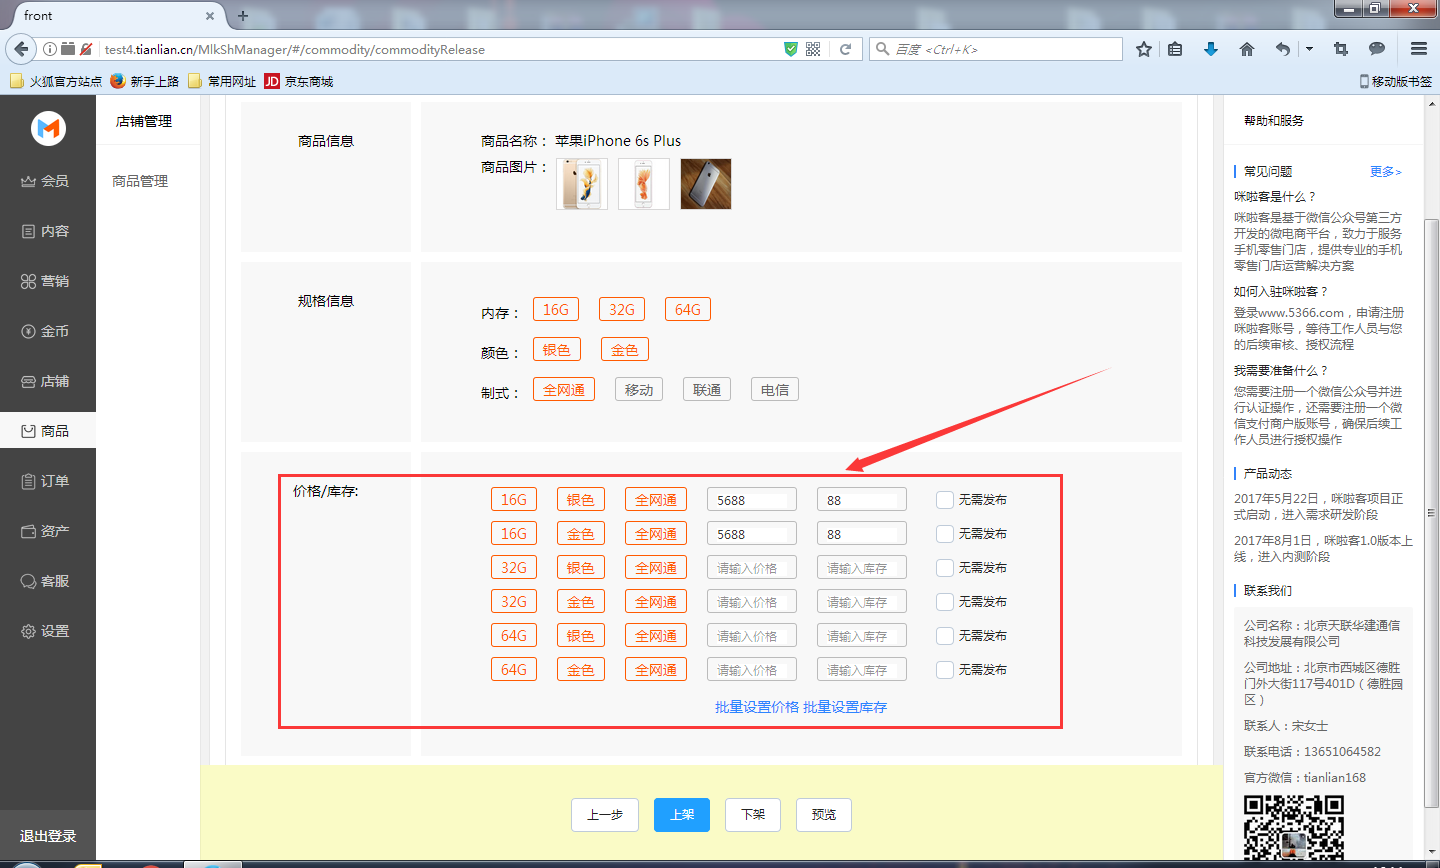 front
test4.tianlian.cn/MlkShManager/#/commodity/commodityRelease
百度 <Ctrl+K>
火狐官方站点 新手上路 常用网址 JD 京东商城 移动版书签
会员
内容
营销
金币
店铺
商品
订单
资产
客服
设置
退出登录
店铺管理
商品管理
商品信息
商品名称： 苹果iPhone 6s Plus
商品图片：
规格信息
内存： 16G 32G 64G
颜色： 银色 金色
制式： 全网通 移动 联通 电信
价格/库存:
16G 银色 全网通 5688 88 无需发布
16G 金色 全网通 5688 88 无需发布
32G 银色 全网通 请输入价格 请输入库存 无需发布
32G 金色 全网通 请输入价格 请输入库存 无需发布
64G 银色 全网通 请输入价格 请输入库存 无需发布
64G 金色 全网通 请输入价格 请输入库存 无需发布
批量设置价格 批量设置库存
上一步 上架 下架 预览
帮助和服务
常见问题 更多>
咪啦客是什么？
咪啦客是基于微信公众号第三方
开发的微电商平台，致力于服务
手机零售门店，提供专业的手机
零售门店运营解决方案
如何入驻咪啦客？
登录www.5366.com，申请注册
咪啦客账号，等待工作人员与您
的后续审核、授权流程
我需要准备什么？
您需要注册一个微信公众号并进
行认证操作，还需要注册一个微
信支付商户版账号，确保后续工
作人员进行授权操作
产品动态
2017年5月22日，咪啦客项目正
式启动，进入需求研发阶段
2017年8月1日，咪啦客1.0版本上
线，进入内测阶段
联系我们
公司名称：北京天联华建通信
科技发展有限公司
公司地址：北京市西城区德胜
门外大街117号401D（德胜园
区）
联系人：宋女士
联系电话：13651064582
官方微信：tianlian168